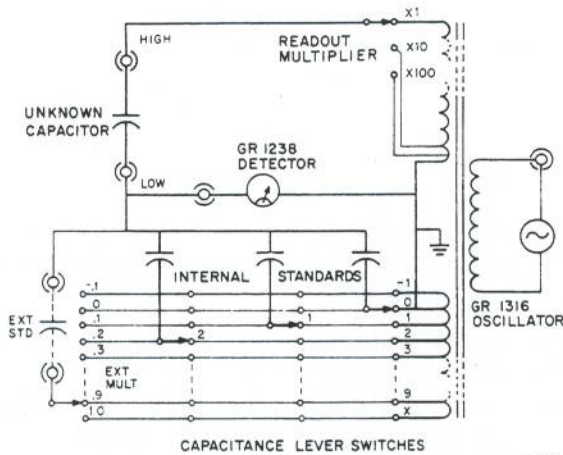 HIGH
READOUT
MULTIPLIER
X1
X10
X100
UNKNOWN
CAPACITOR
GR 1238
DETECTOR
LOW
INTERNAL
STANDARDS
EXT
STD
-.1
0
.1
.2
.3
2
1
-1
0
1
2
3
EXT
MULT
.9
1.0
9
X
GR 1316
OSCILLATOR
CAPACITANCE LEVER SWITCHES